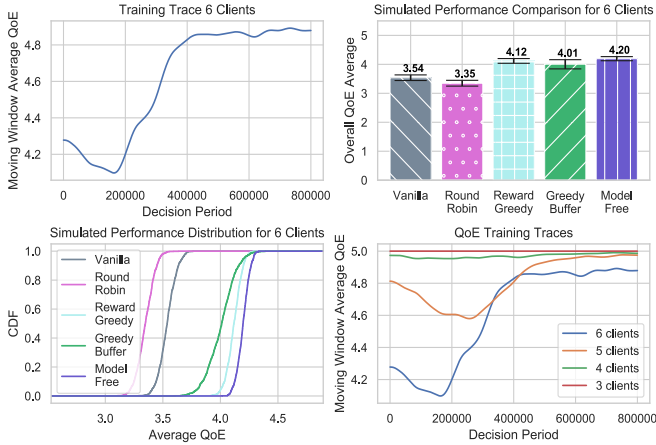 Training Trace 6 Clients
Moving Window Average QoE
4.8
4.6
4.4
4.2
0
200000
400000
600000
800000
Decision Period
Simulated Performance Comparison for 6 Clients
Overall QoE Average
5
4
3
2
1
0
3.54
3.35
4.12
4.01
4.20
Vanilla
Round
Robin
Reward
Greedy
Greedy
Buffer
Model
Free
Simulated Performance Distribution for 6 Clients
CDF
1.0
0.8
0.6
0.4
0.2
0.0
Vanilla
Round
Robin
Reward
Greedy
Greedy
Buffer
Model
Free
3.0
3.5
4.0
4.5
Average QoE
QoE Training Traces
Moving Window Average QoE
5.0
4.8
4.6
4.4
4.2
6 clients
5 clients
4 clients
3 clients
0
200000
400000
600000
800000
Decision Period